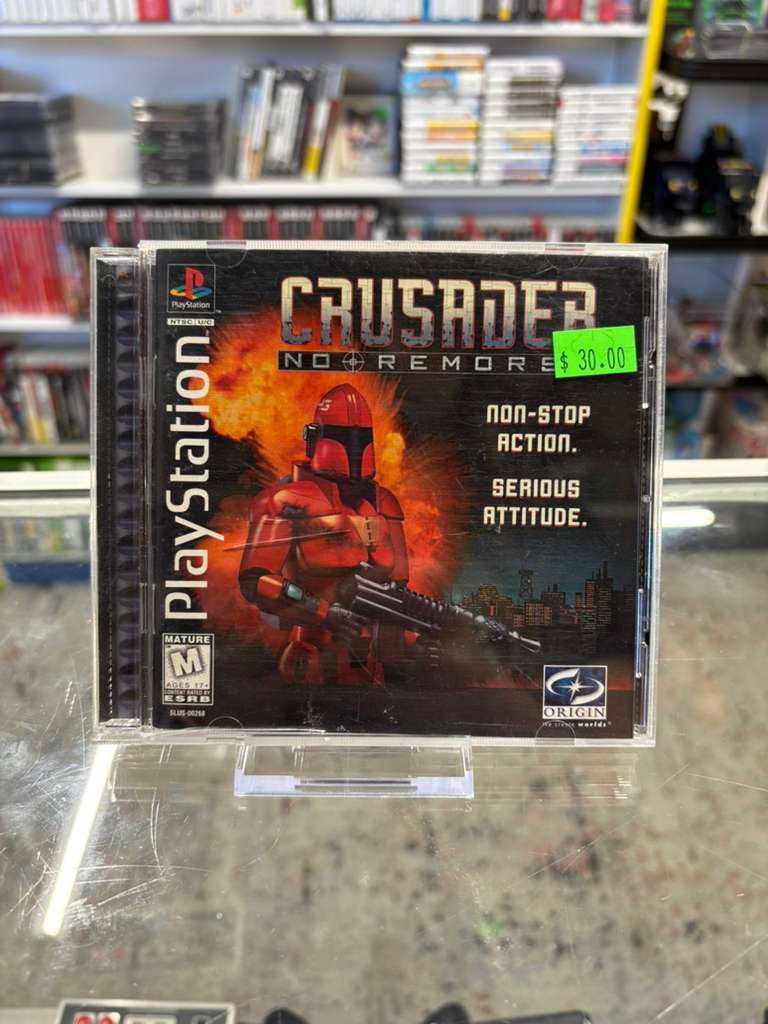 PlayStation
NTSC U/C
PlayStation
CRUSADER
NO REMORS
$ 30.00
NON-STOP
ACTION.
SERIOUS
ATTITUDE.
MATURE
M
AGES 17+
CONTENT RATED BY
ESRB
SLUS-00268
ORIGIN
We create worlds